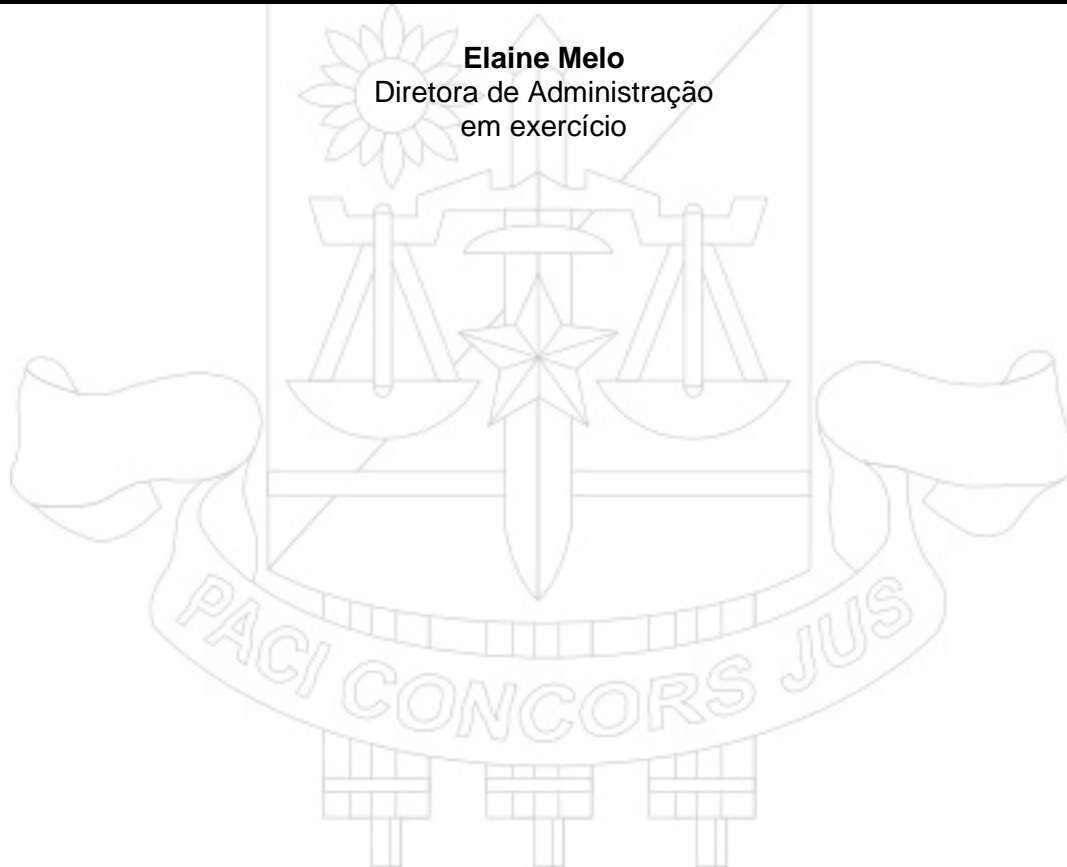 Elaine Melo
Diretora de Administração
em exercício
PACI CONCORS JUS